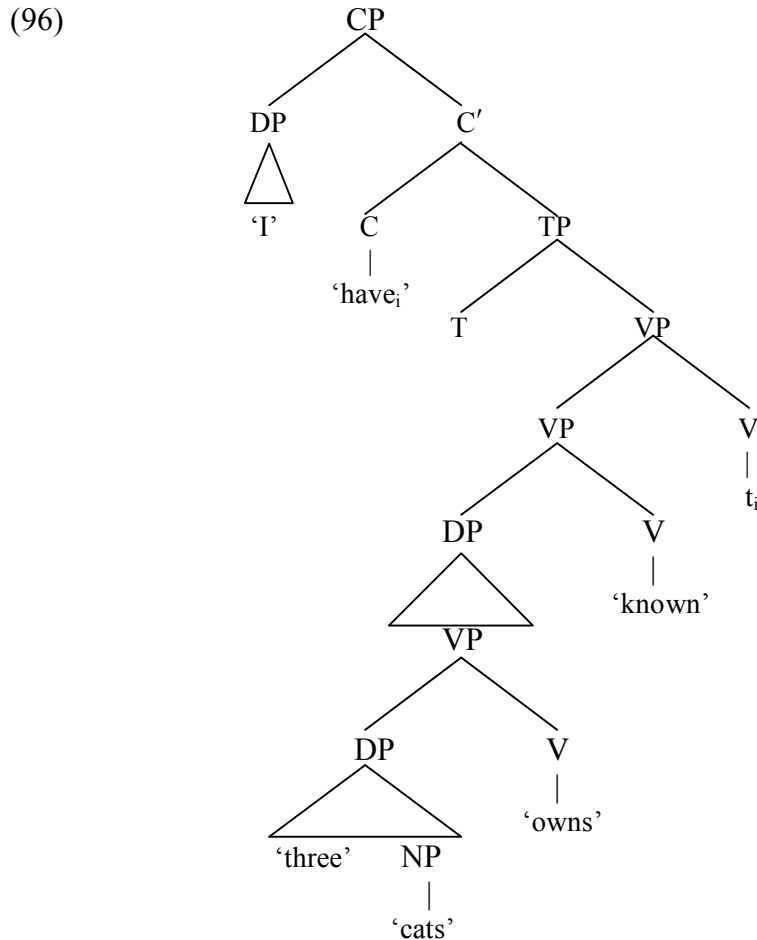 (96) CP
DP C′
‘I’ C TP
|
‘haveᵢ’ T VP
VP V
|
tᵢ
DP V
|
‘known’
VP
DP V
|
‘owns’
‘three’ NP
|
‘cats’